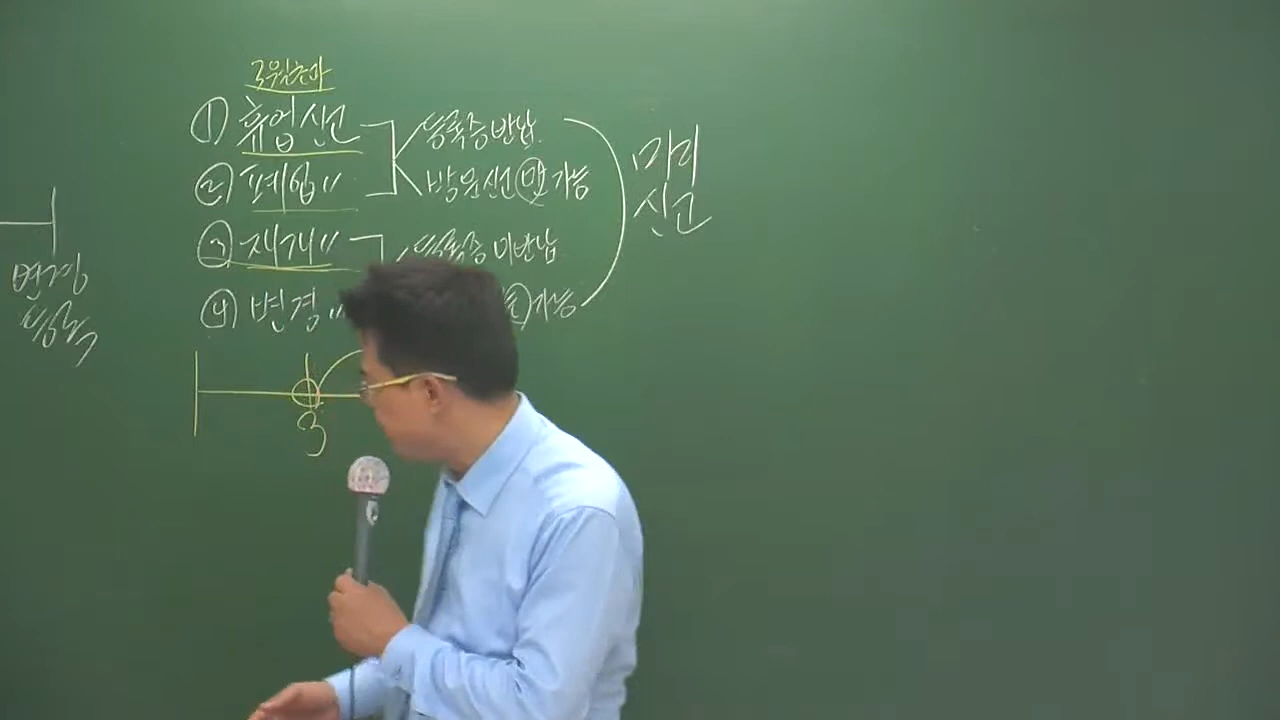 3월초과
① 휴업신고
등록증 반납
② 폐업 〃
방문신고 만 가능
③ 재개 〃
등록증 미반납
④ 변경 〃
가능
미리
신고
3
변경
등록